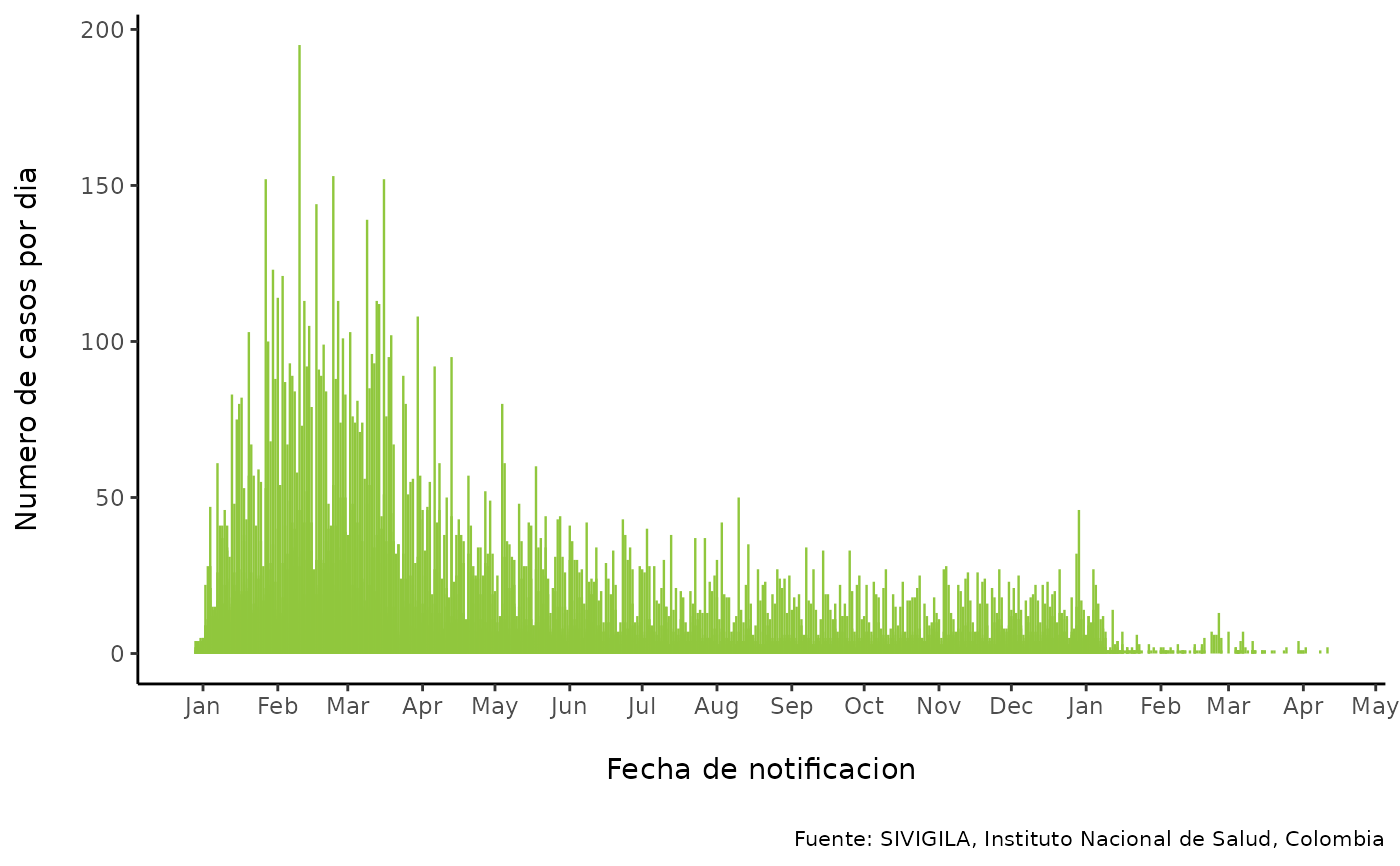 200
150
100
50
0
Numero de casos por dia
Jan Feb Mar Apr May Jun Jul Aug Sep Oct Nov Dec Jan Feb Mar Apr May
Fecha de notificacion
Fuente: SIVIGILA, Instituto Nacional de Salud, Colombia